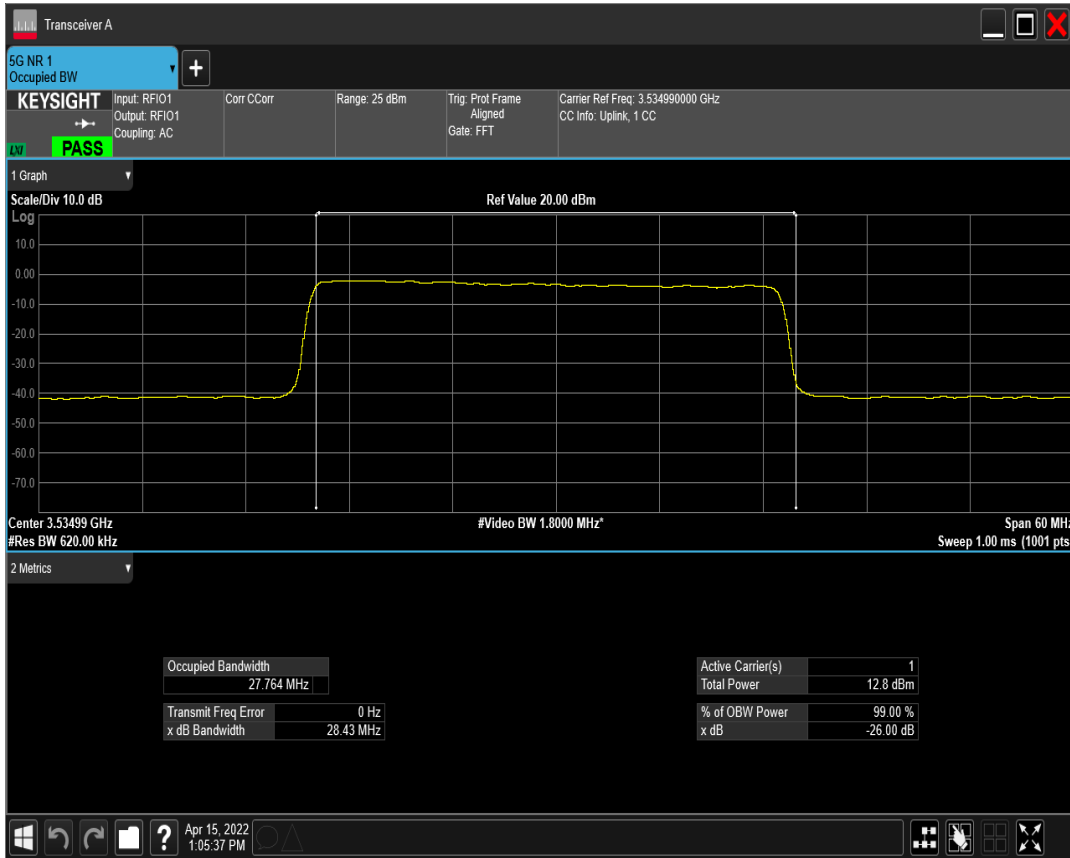 Transceiver A
5G NR 1
Occupied BW
KEYSIGHT
LXI
PASS
Input: RFIO1
Output: RFIO1
Coupling: AC
Corr CCorr
Range: 25 dBm
Trig: Prot Frame
Aligned
Gate: FFT
Carrier Ref Freq: 3.534990000 GHz
CC Info: Uplink, 1 CC
1 Graph
Scale/Div 10.0 dB
Ref Value 20.00 dBm
Log
10.0
0.00
-10.0
-20.0
-30.0
-40.0
-50.0
-60.0
-70.0
Center 3.53499 GHz
#Video BW 1.8000 MHz*
Span 60 MHz
#Res BW 620.00 kHz
Sweep 1.00 ms (1001 pts
2 Metrics
Occupied Bandwidth
27.764 MHz
Transmit Freq Error 0 Hz
x dB Bandwidth 28.43 MHz
Active Carrier(s) 1
Total Power 12.8 dBm
% of OBW Power 99.00 %
x dB -26.00 dB
Apr 15, 2022
1:05:37 PM